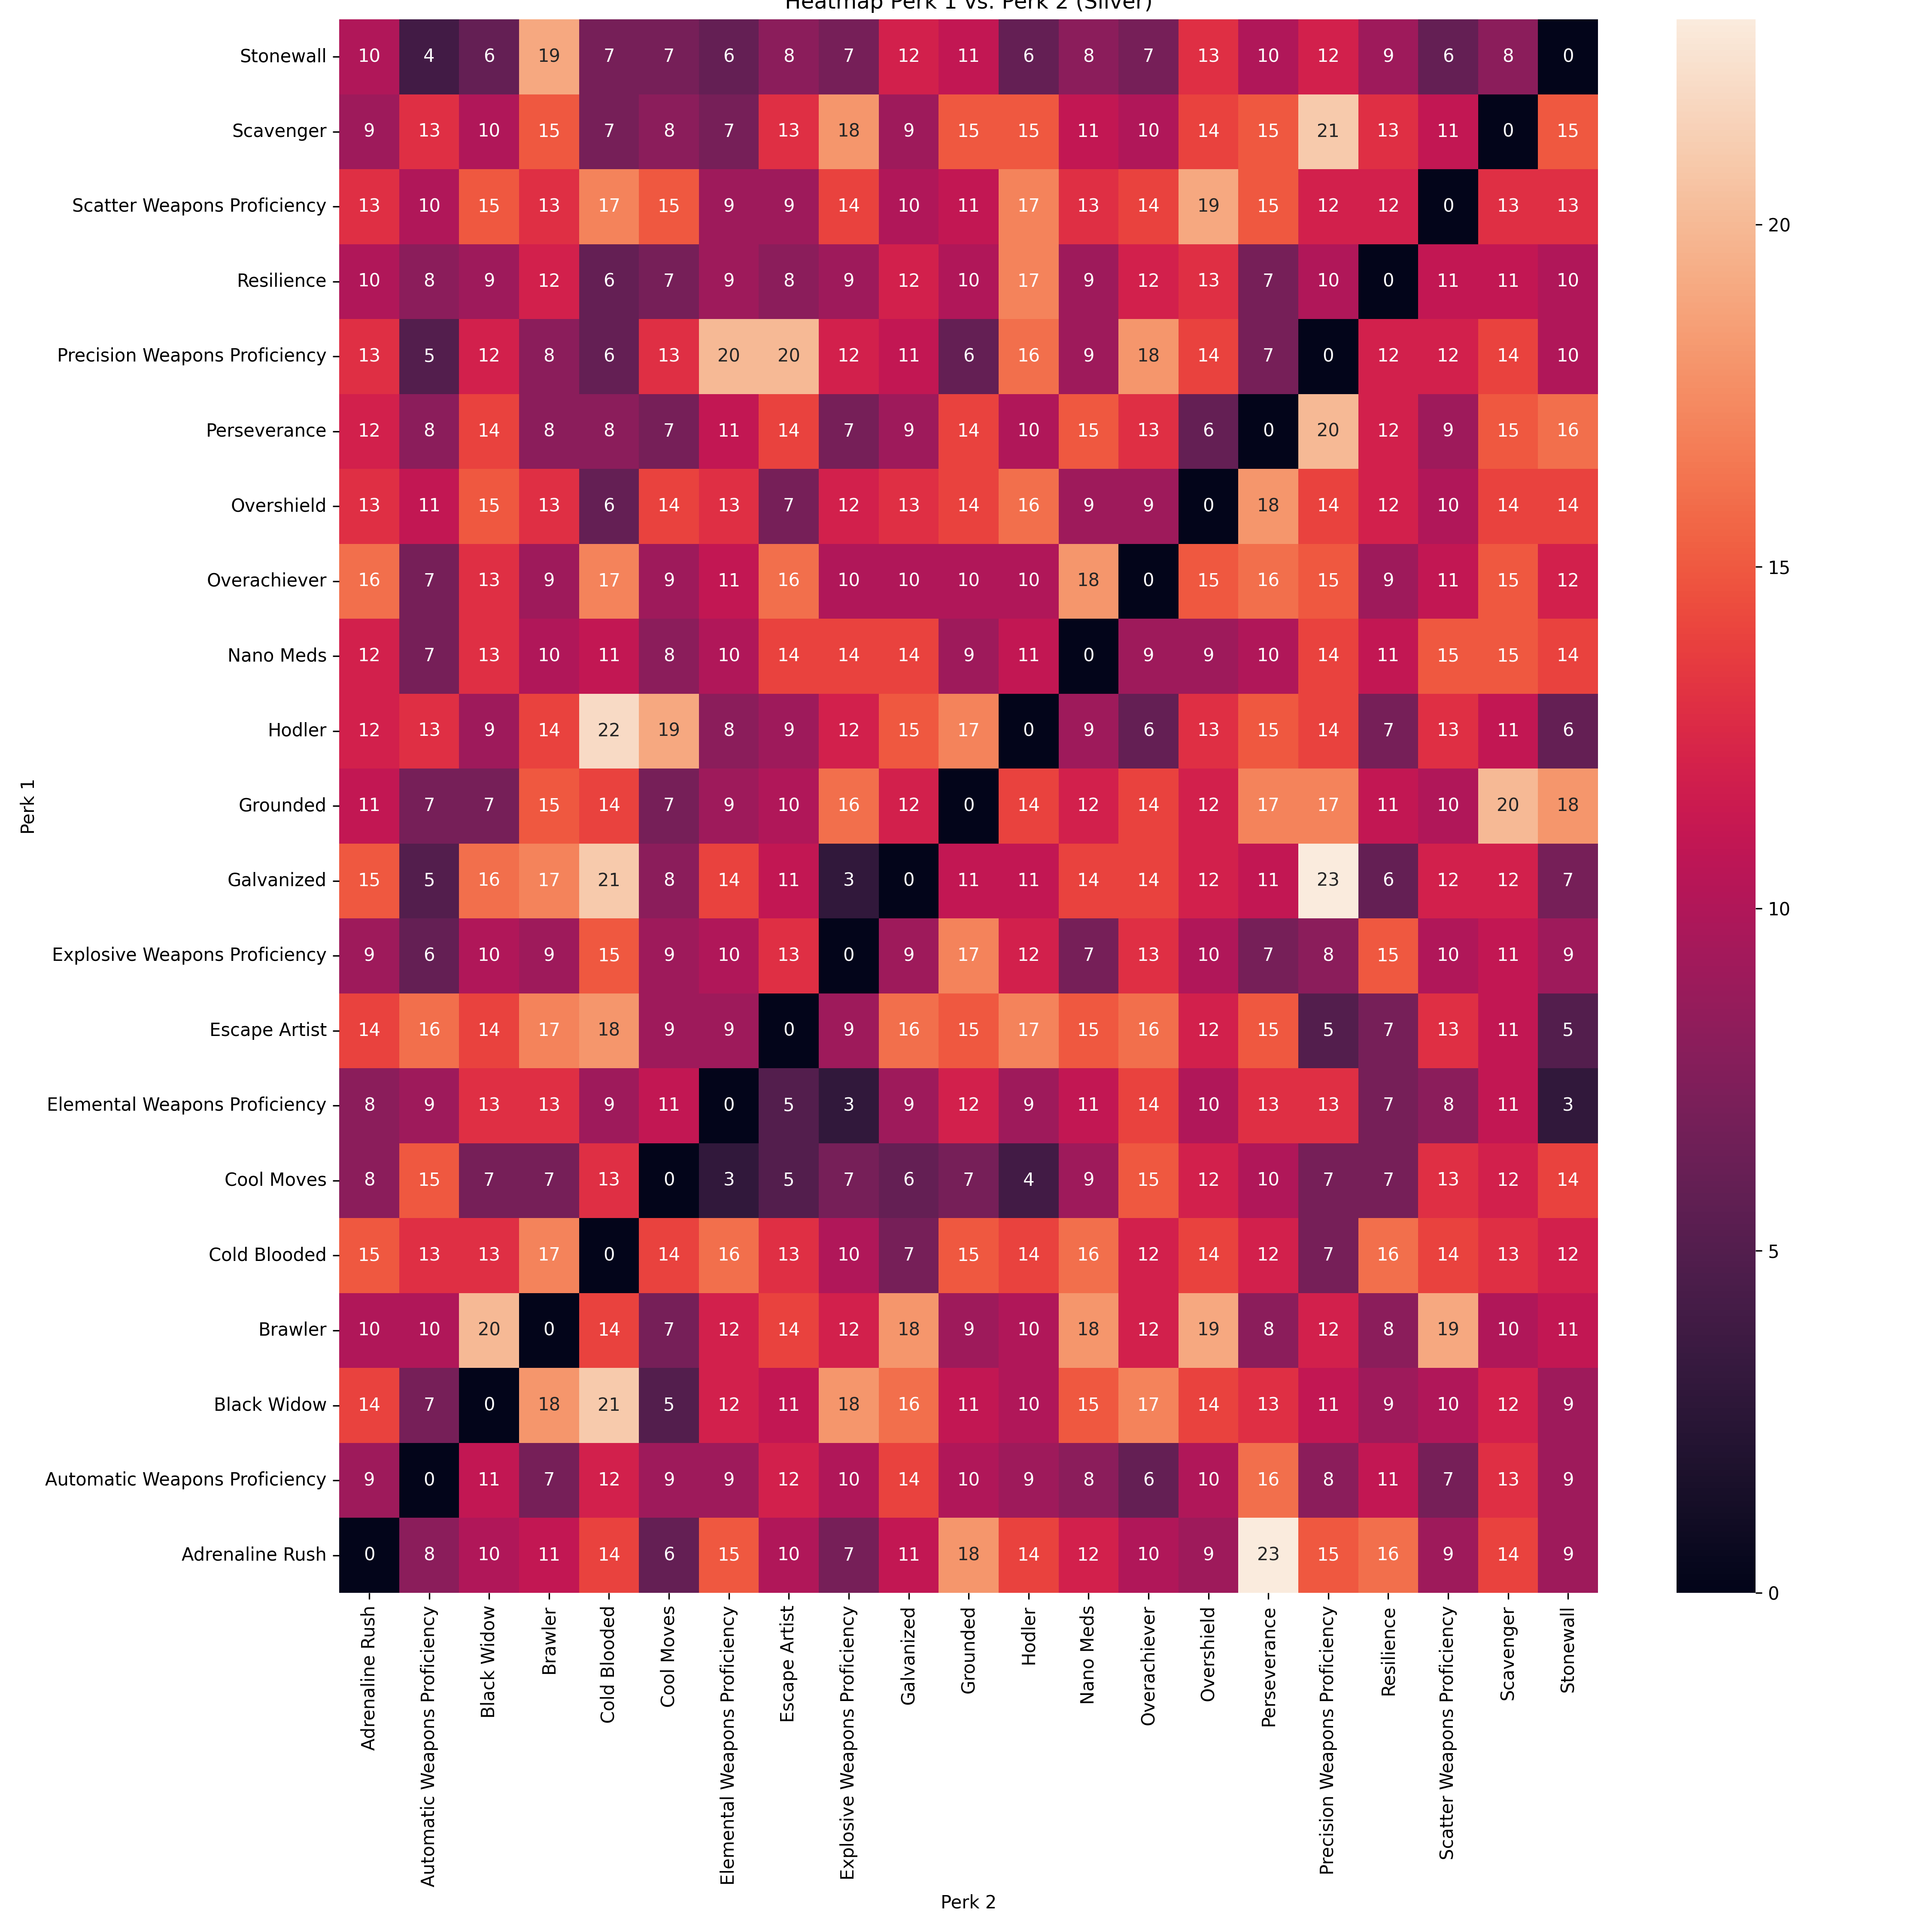 Heatmap Perk 1 vs. Perk 2 (Silver)
Perk 1
Stonewall 10 4 6 19 7 7 6 8 7 12 11 6 8 7 13 10 12 9 6 8 0
Scavenger 9 13 10 15 7 8 7 13 18 9 15 15 11 10 14 15 21 13 11 0 15
Scatter Weapons Proficiency 13 10 15 13 17 15 9 9 14 10 11 17 13 14 19 15 12 12 0 13 13
Resilience 10 8 9 12 6 7 9 8 9 12 10 17 9 12 13 7 10 0 11 11 10
Precision Weapons Proficiency 13 5 12 8 6 13 20 20 12 11 6 16 9 18 14 7 0 12 12 14 10
Perseverance 12 8 14 8 8 7 11 14 7 9 14 10 15 13 6 0 20 12 9 15 16
Overshield 13 11 15 13 6 14 13 7 12 13 14 16 9 9 0 18 14 12 10 14 14
Overachiever 16 7 13 9 17 9 11 16 10 10 10 10 18 0 15 16 15 9 11 15 12
Nano Meds 12 7 13 10 11 8 10 14 14 14 9 11 0 9 9 10 14 11 15 15 14
Hodler 12 13 9 14 22 19 8 9 12 15 17 0 9 6 13 15 14 7 13 11 6
Grounded 11 7 7 15 14 7 9 10 16 12 0 14 12 14 12 17 17 11 10 20 18
Galvanized 15 5 16 17 21 8 14 11 3 0 11 11 14 14 12 11 23 6 12 12 7
Explosive Weapons Proficiency 9 6 10 9 15 9 10 13 0 9 17 12 7 13 10 7 8 15 10 11 9
Escape Artist 14 16 14 17 18 9 9 0 9 16 15 17 15 16 12 15 5 7 13 11 5
Elemental Weapons Proficiency 8 9 13 13 9 11 0 5 3 9 12 9 11 14 10 13 13 7 8 11 3
Cool Moves 8 15 7 7 13 0 3 5 7 6 7 4 9 15 12 10 7 7 13 12 14
Cold Blooded 15 13 13 17 0 14 16 13 10 7 15 14 16 12 14 12 7 16 14 13 12
Brawler 10 10 20 0 14 7 12 14 12 18 9 10 18 12 19 8 12 8 19 10 11
Black Widow 14 7 0 18 21 5 12 11 18 16 11 10 15 17 14 13 11 9 10 12 9
Automatic Weapons Proficiency 9 0 11 7 12 9 9 12 10 14 10 9 8 6 10 16 8 11 7 13 9
Adrenaline Rush 0 8 10 11 14 6 15 10 7 11 18 14 12 10 9 23 15 16 9 14 9
Adrenaline Rush
Automatic Weapons Proficiency
Black Widow
Brawler
Cold Blooded
Cool Moves
Elemental Weapons Proficiency
Escape Artist
Explosive Weapons Proficiency
Galvanized
Grounded
Hodler
Nano Meds
Overachiever
Overshield
Perseverance
Precision Weapons Proficiency
Resilience
Scatter Weapons Proficiency
Scavenger
Stonewall
Perk 2
20
15
10
5
0